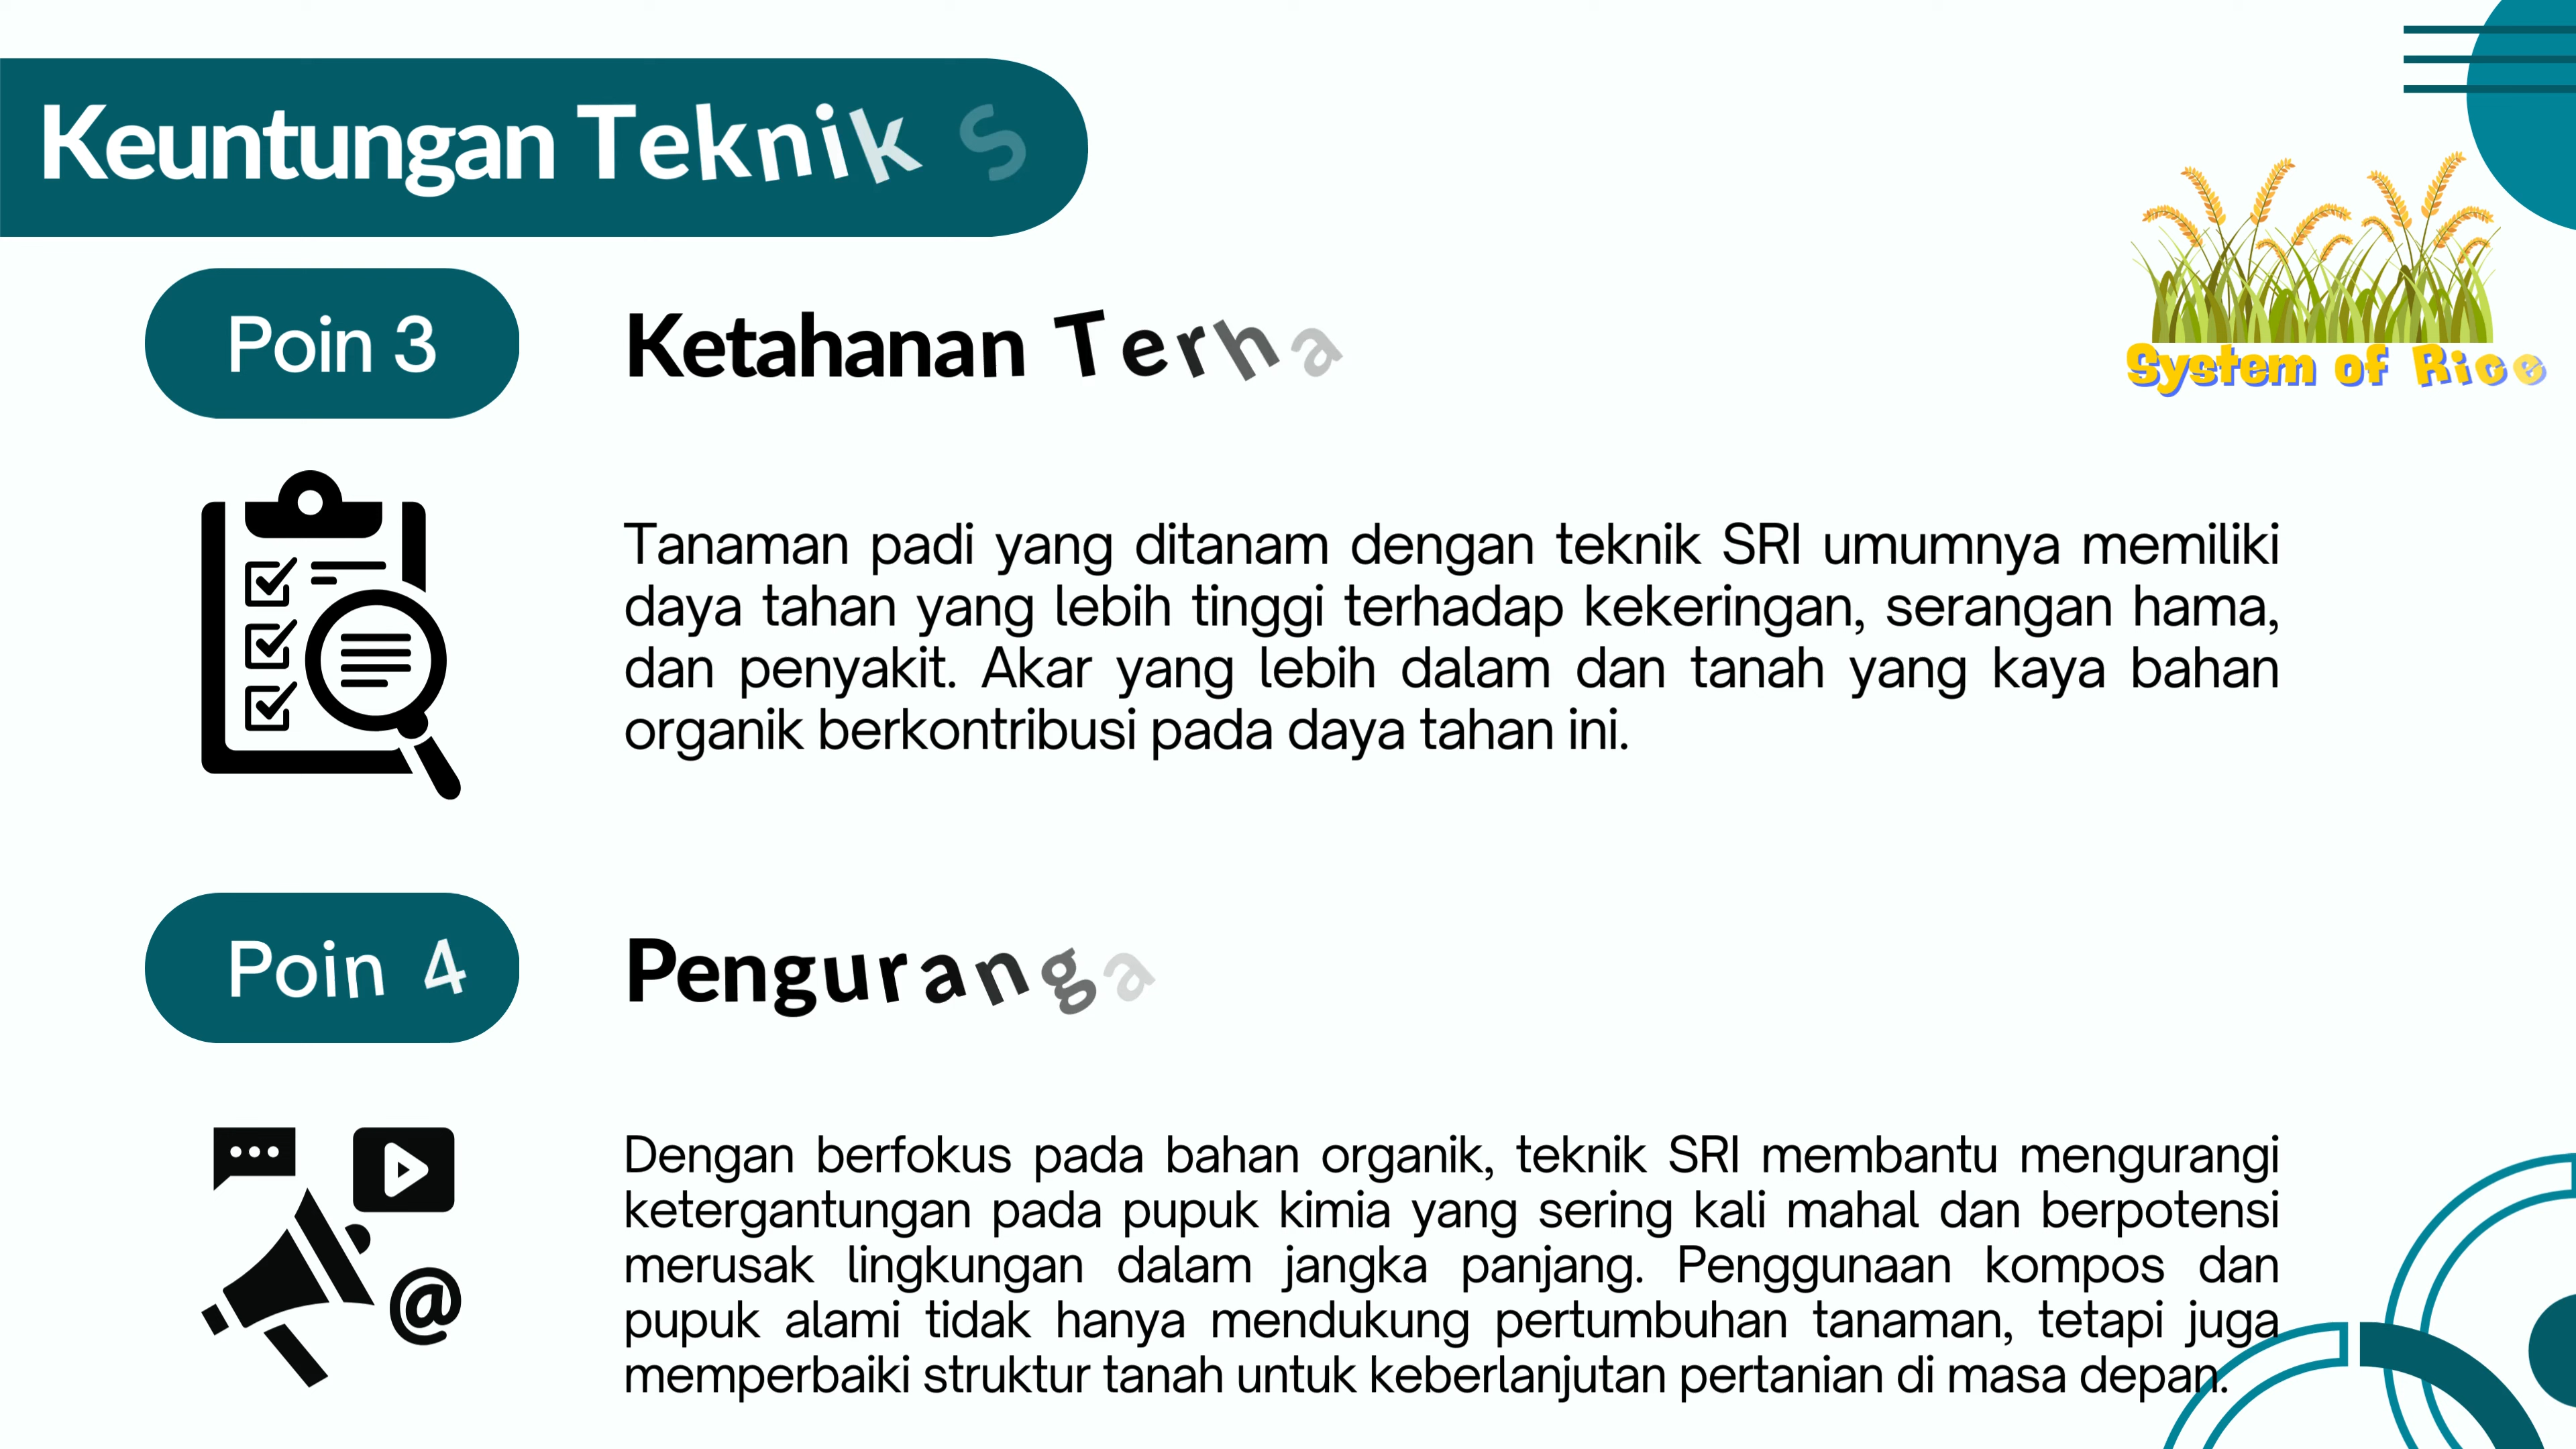 Keuntungan Teknik S
System of Rice
Poin 3
Ketahanan Terha
Tanaman padi yang ditanam dengan teknik SRI umumnya memiliki
daya tahan yang lebih tinggi terhadap kekeringan, serangan hama,
dan penyakit. Akar yang lebih dalam dan tanah yang kaya bahan
organik berkontribusi pada daya tahan ini.
Poin 4
Penguranga
Dengan berfokus pada bahan organik, teknik SRI membantu mengurangi
ketergantungan pada pupuk kimia yang sering kali mahal dan berpotensi
merusak lingkungan dalam jangka panjang. Penggunaan kompos dan
pupuk alami tidak hanya mendukung pertumbuhan tanaman, tetapi juga
memperbaiki struktur tanah untuk keberlanjutan pertanian di masa depan.
@